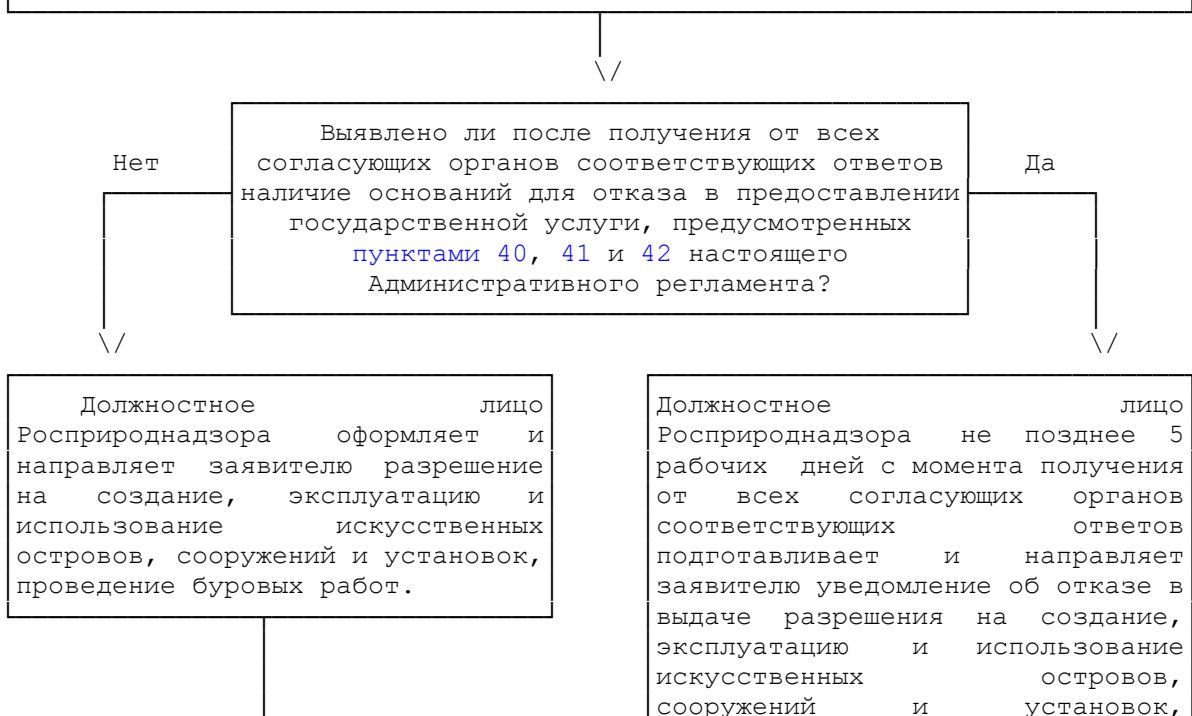 Выявлено ли после получения от всех
Нет
согласующих органов соответствующих ответов
Да
наличие оснований для отказа в предоставлении
государственной услуги, предусмотренных
пунктами 40, 41 и 42 настоящего
Административного регламента?
Должностное лицо
Росприроднадзора оформляет и
направляет заявителю разрешение
на создание, эксплуатацию и
использование искусственных
островов, сооружений и установок,
проведение буровых работ.
Должностное лицо
Росприроднадзора не позднее 5
рабочих дней с момента получения
от всех согласующих органов
соответствующих ответов
подготавливает и направляет
заявителю уведомление об отказе в
выдаче разрешения на создание,
эксплуатацию и использование
искусственных островов,
сооружений и установок,